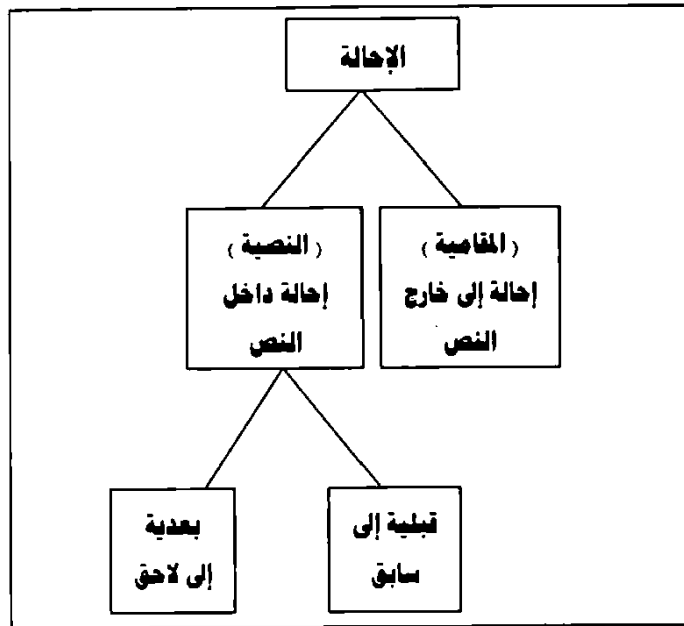 الإحالة
( المقامية )
إحالة إلى خارج
النص
( النصية )
إحالة داخل
النص
قبلية إلى
سابق
بعدية
إلى لاحق